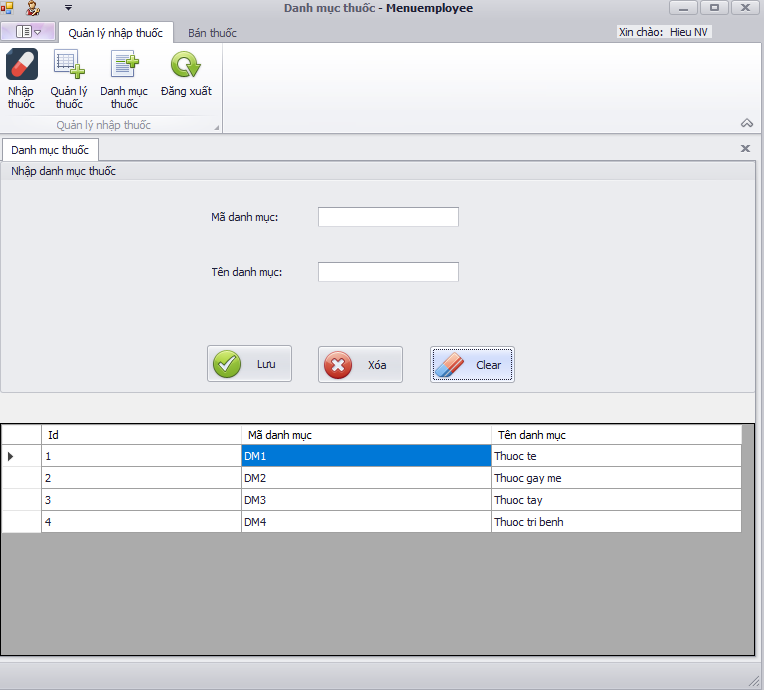 Danh mục thuốc - Menuemployee
Quản lý nhập thuốc
Bán thuốc
Xin chào: Hieu NV
Nhập thuốc
Quản lý thuốc
Danh mục thuốc
Đăng xuất
Quản lý nhập thuốc
Danh mục thuốc
Nhập danh mục thuốc
Mã danh mục:
Tên danh mục:
Lưu Xóa Clear
Id Mã danh mục Tên danh mục
1 DM1 Thuoc te
2 DM2 Thuoc gay me
3 DM3 Thuoc tay
4 DM4 Thuoc tri benh